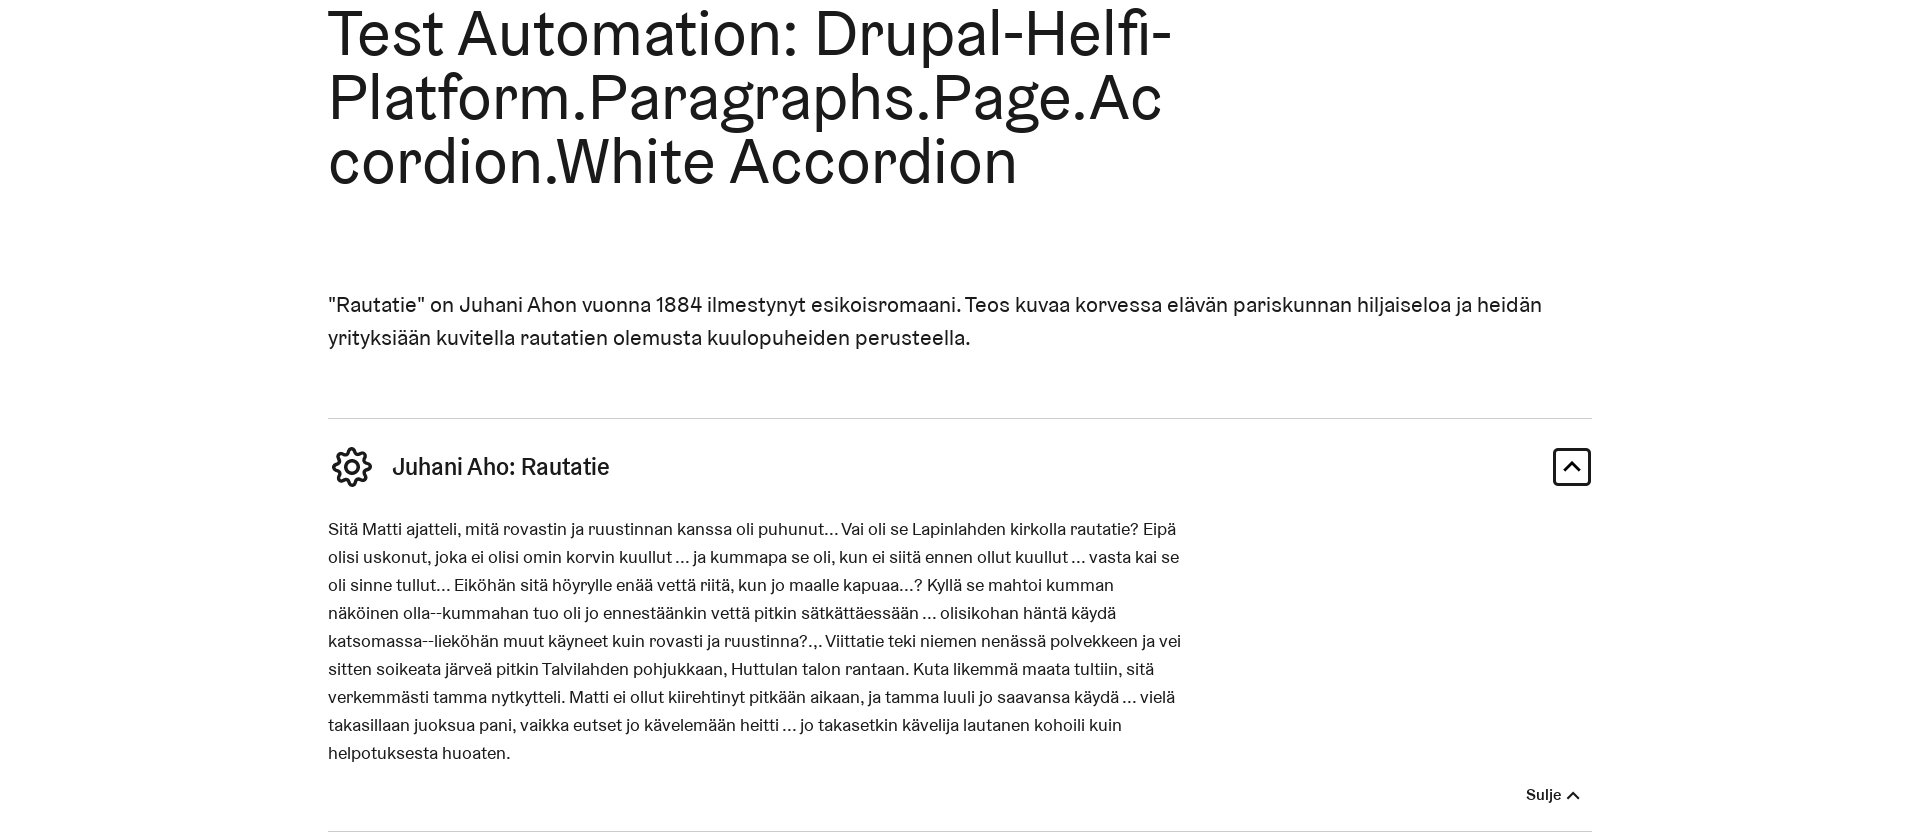 Test Automation: Drupal-Helfi-
Platform.Paragraphs.Page.Ac
cordion.White Accordion
"Rautatie" on Juhani Ahon vuonna 1884 ilmestynyt esikoisromaani. Teos kuvaa korvessa elävän pariskunnan hiljaiseloa ja heidän
yrityksiään kuvitella rautatien olemusta kuulopuheiden perusteella.
Juhani Aho: Rautatie
Sitä Matti ajatteli, mitä rovastin ja ruustinnan kanssa oli puhunut... Vai oli se Lapinlahden kirkolla rautatie? Eipä
olisi uskonut, joka ei olisi omin korvin kuullut ... ja kummapa se oli, kun ei siitä ennen ollut kuullut ... vasta kai se
oli sinne tullut... Eiköhän sitä höyrylle enää vettä riitä, kun jo maalle kapuaa...? Kyllä se mahtoi kumman
näköinen olla--kummahan tuo oli jo ennestäänkin vettä pitkin sätkättäessään ... olisikohan häntä käydä
katsomassa--lieköhän muut käyneet kuin rovasti ja ruustinna?.,. Viittatie teki niemen nenässä polvekkeen ja vei
sitten soikeata järveä pitkin Talvilahden pohjukkaan, Huttulan talon rantaan. Kuta likemmä maata tultiin, sitä
verkemmästi tamma nytkytteli. Matti ei ollut kiirehtinyt pitkään aikaan, ja tamma luuli jo saavansa käydä ... vielä
takasillaan juoksua pani, vaikka eutset jo kävelemään heitti ... jo takasetkin kävelija lautanen kohoili kuin
helpotuksesta huoaten.
Sulje